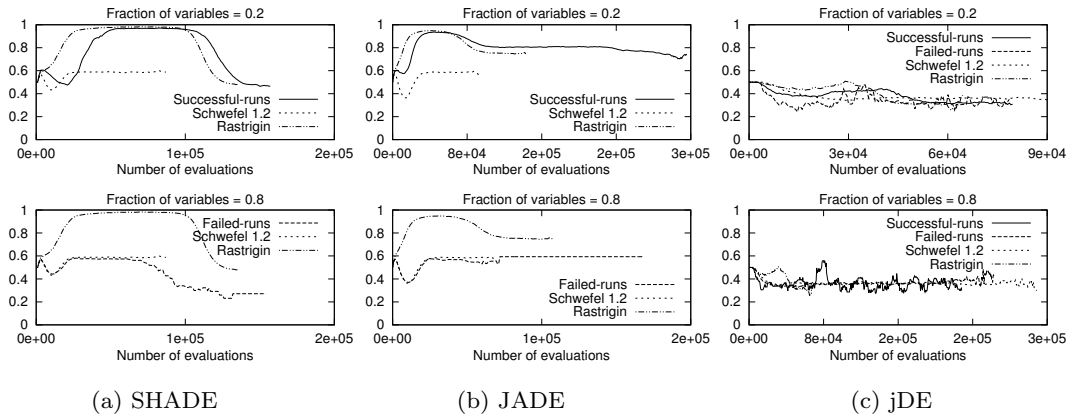 Fraction of variables = 0.2
1
0.8
0.6
0.4
0.2
0
Successful-runs
Schwefel 1.2
Rastrigin
0e+00
1e+05
2e+05
Number of evaluations
Fraction of variables = 0.2
1
0.8
0.6
0.4
0.2
0
Successful-runs
Schwefel 1.2
Rastrigin
0e+00
8e+04
2e+05
2e+05
3e+05
Number of evaluations
Fraction of variables = 0.2
1
0.8
0.6
0.4
0.2
0
Successful-runs
Failed-runs
Schwefel 1.2
Rastrigin
0e+00
3e+04
6e+04
9e+04
Number of evaluations
Fraction of variables = 0.8
1
0.8
0.6
0.4
0.2
0
Failed-runs
Schwefel 1.2
Rastrigin
0e+00
1e+05
2e+05
Number of evaluations
Fraction of variables = 0.8
1
0.8
0.6
0.4
0.2
0
Failed-runs
Schwefel 1.2
Rastrigin
0e+00
1e+05
2e+05
Number of evaluations
Fraction of variables = 0.8
1
0.8
0.6
0.4
0.2
0
Successful-runs
Failed-runs
Schwefel 1.2
Rastrigin
0e+00
8e+04
2e+05
2e+05
3e+05
Number of evaluations
(a) SHADE
(b) JADE
(c) jDE